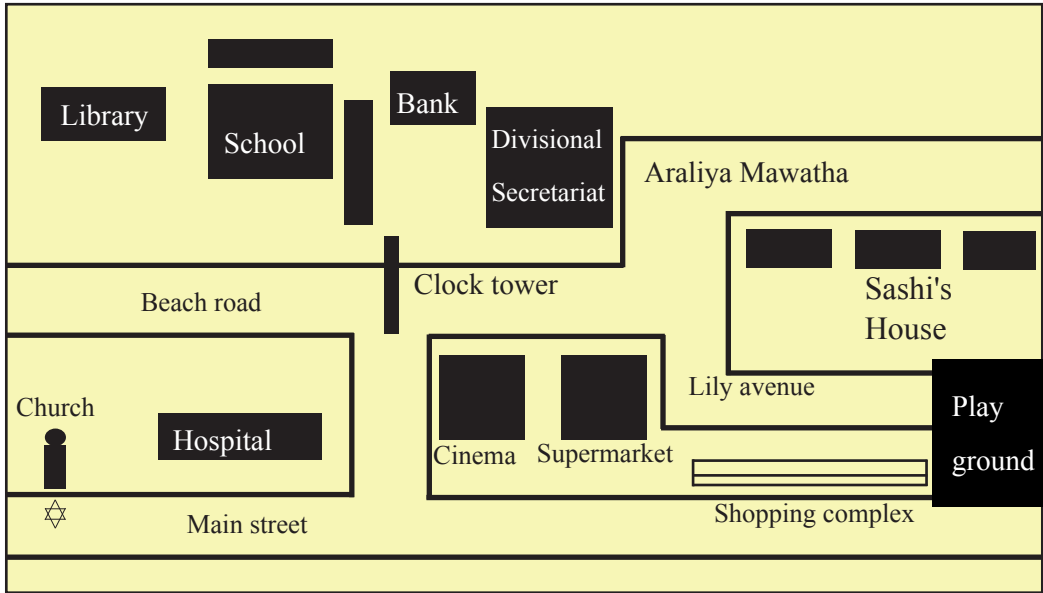 Library
School
Bank
Divisional
Secretariat
Araliya Mawatha
Clock tower
Beach road
Sashi's
House
Church
Hospital
Cinema
Supermarket
Lily avenue
Play
ground
Main street
Shopping complex